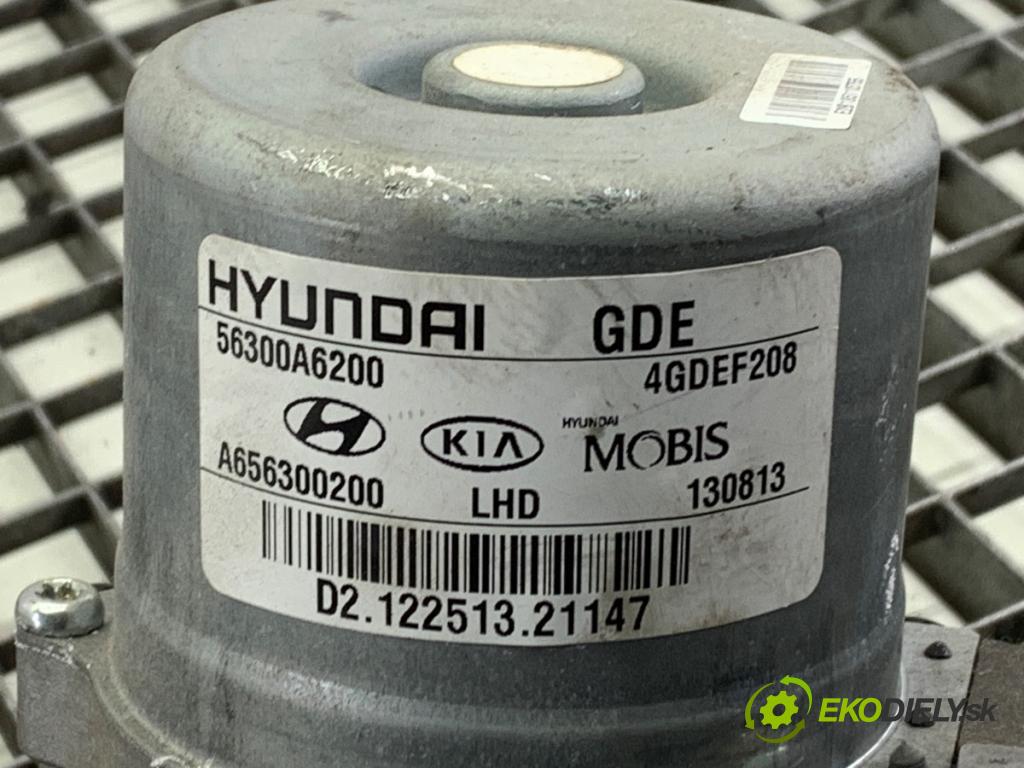 HYUNDAI GDE
56300A6200 4GDEF208
KIA HYUNDAI MOBIS
A656300200 LHD 130813
D2.122513.21147
EKODIELY.sk